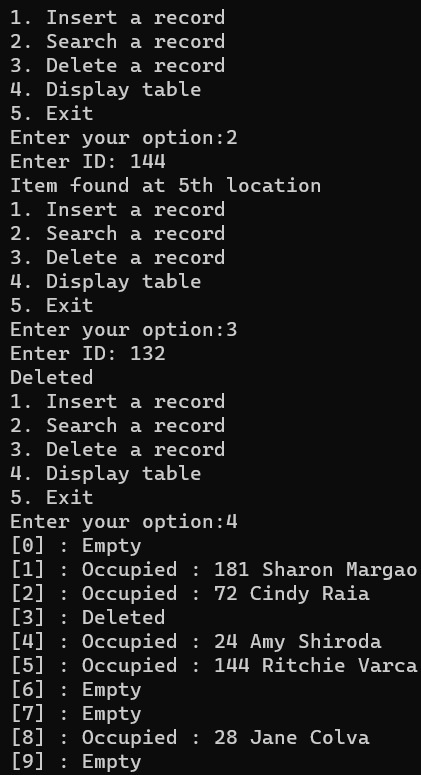 1. Insert a record
2. Search a record
3. Delete a record
4. Display table
5. Exit
Enter your option:2
Enter ID: 144
Item found at 5th location
1. Insert a record
2. Search a record
3. Delete a record
4. Display table
5. Exit
Enter your option:3
Enter ID: 132
Deleted
1. Insert a record
2. Search a record
3. Delete a record
4. Display table
5. Exit
Enter your option:4
[0] : Empty
[1] : Occupied : 181 Sharon Margao
[2] : Occupied : 72 Cindy Raia
[3] : Deleted
[4] : Occupied : 24 Amy Shiroda
[5] : Occupied : 144 Ritchie Varca
[6] : Empty
[7] : Empty
[8] : Occupied : 28 Jane Colva
[9] : Empty